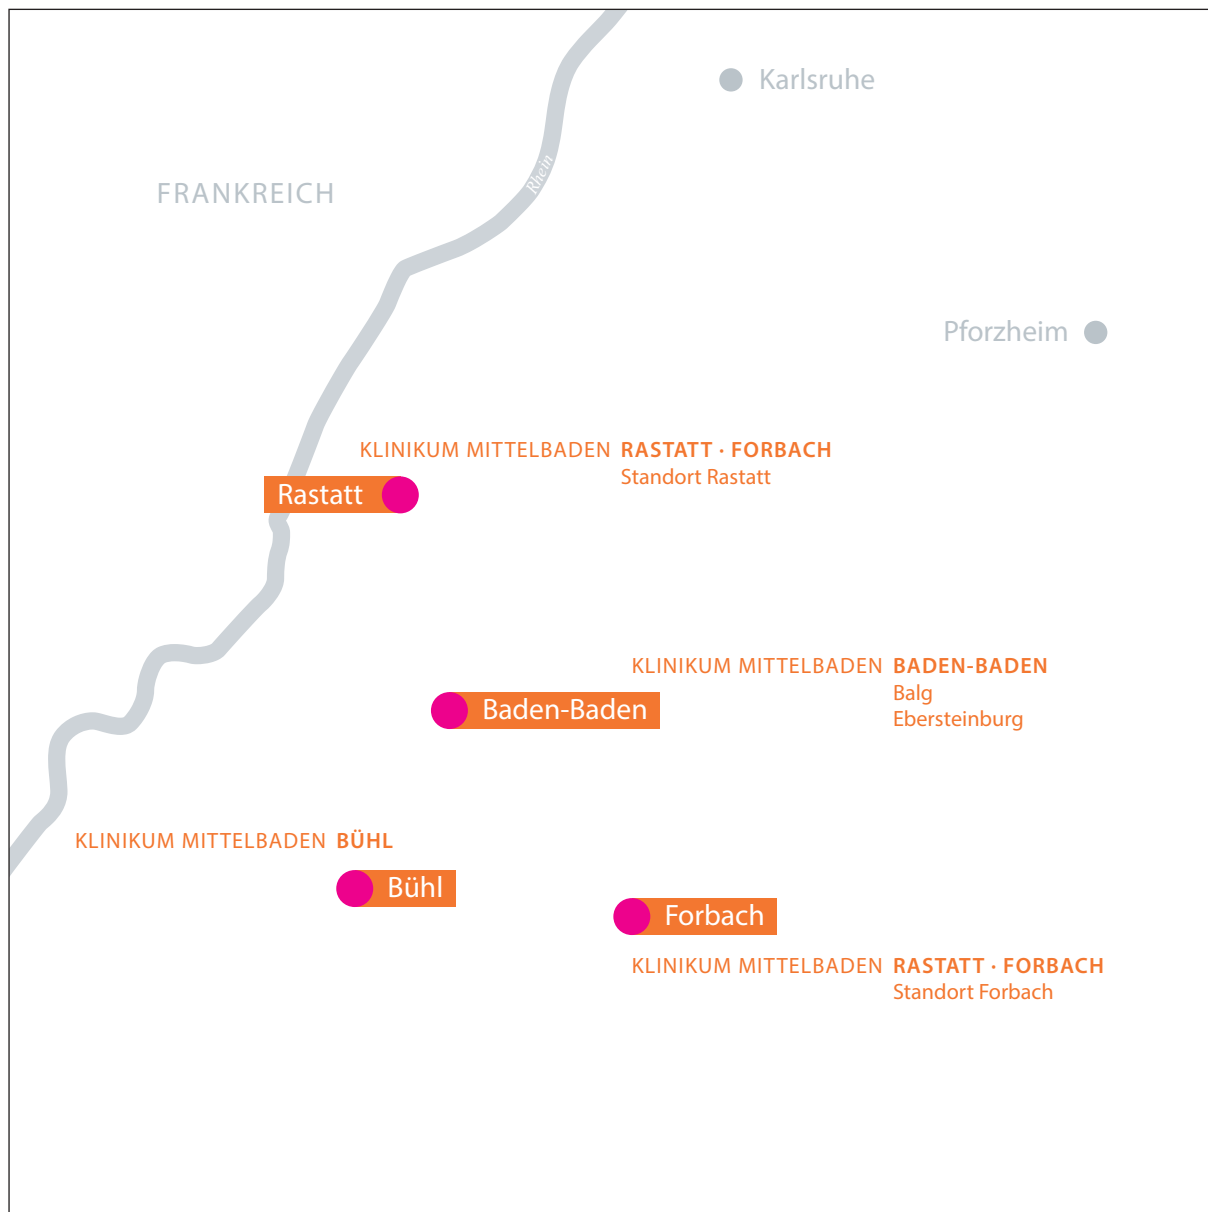 Karlsruhe
Rhein
FRANKREICH
Pforzheim
KLINIKUM MITTELBADEN RASTATT · FORBACH
Standort Rastatt
Rastatt
KLINIKUM MITTELBADEN BADEN-BADEN
Balg
Ebersteinburg
Baden-Baden
KLINIKUM MITTELBADEN BÜHL
Bühl
Forbach
KLINIKUM MITTELBADEN RASTATT · FORBACH
Standort Forbach